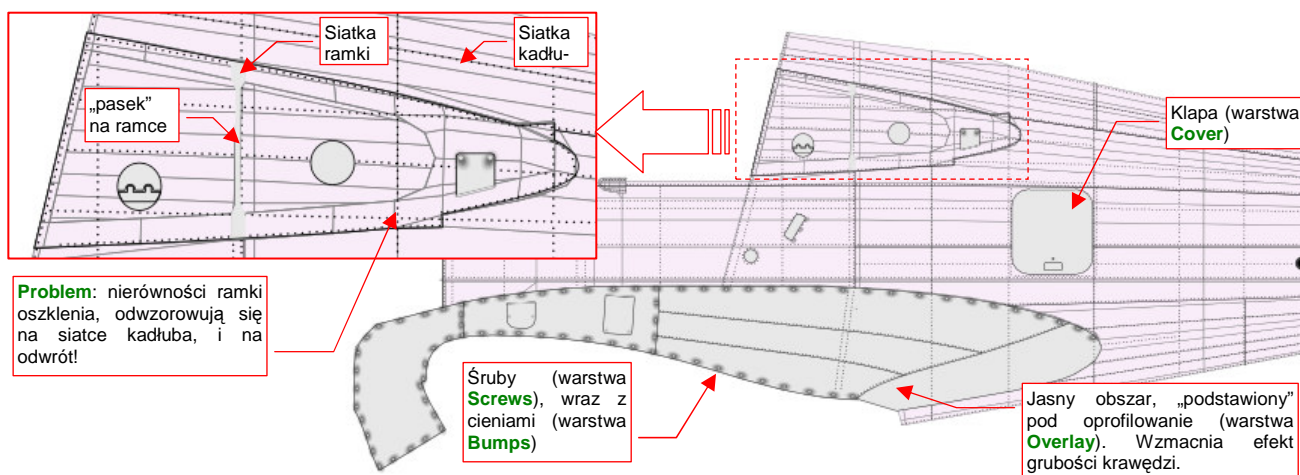 Siatka
ramki
Siatka
kadłu-
„pasek”
na ramce
Klapa (warstwa
Cover)
Problem: nierówności ramki
oszklenia, odwzorowują się
na siatce kadłuba, i na
odwrót!
Śruby (warstwa
Screws), wraz z
cieniami (warstwa
Bumps)
Jasny obszar, „podstawiony”
pod oprofilowanie (warstwa
Overlay). Wzmacnia efekt
grubości krawędzi.